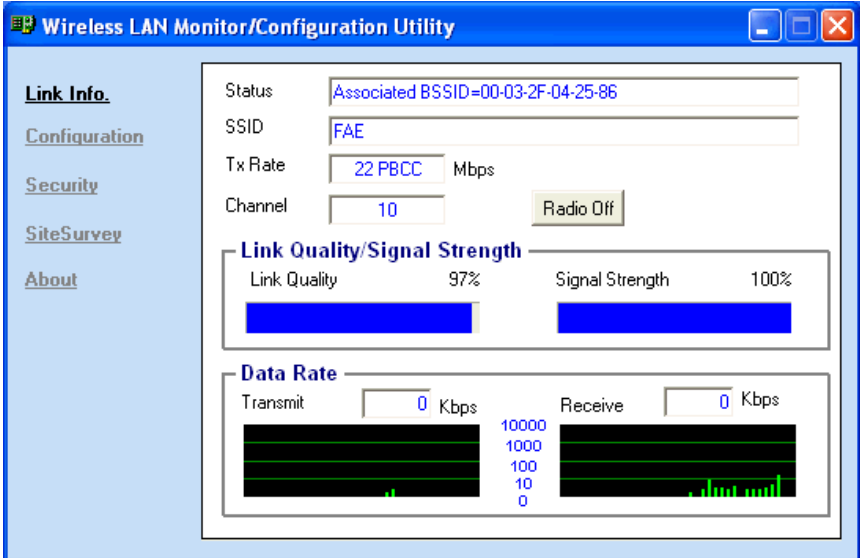 Wireless LAN Monitor/Configuration Utility
Link Info.
Configuration
Security
SiteSurvey
About
Status Associated BSSID=00-03-2F-04-25-86
SSID FAE
Tx Rate 22 PBCC Mbps
Channel 10 Radio Off
Link Quality/Signal Strength
Link Quality 97% Signal Strength 100%
Data Rate
Transmit 0 Kbps Receive 0 Kbps
10000
1000
100
10
0